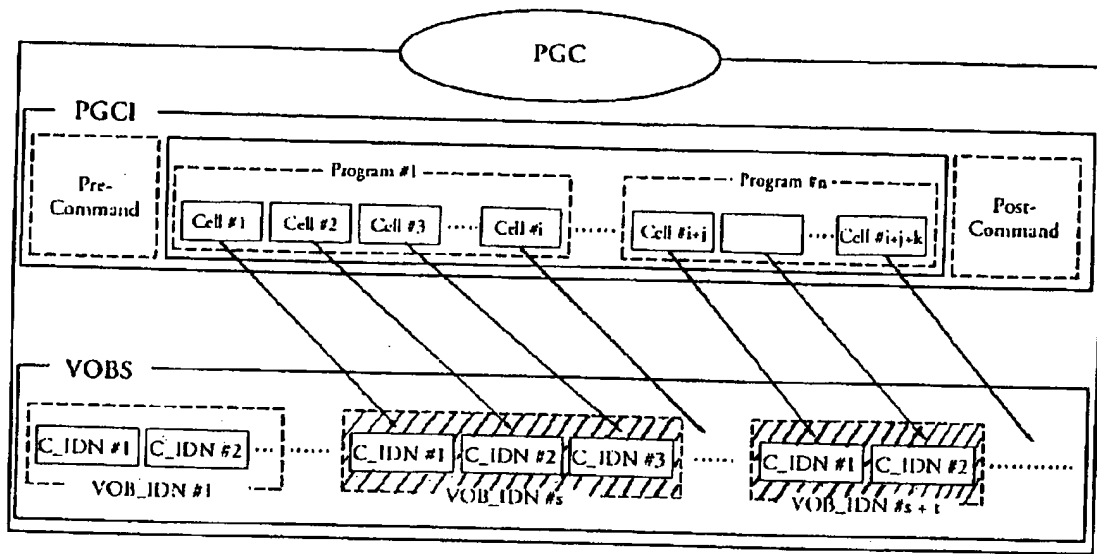 PGC
PGCI
Pre-
Command
Program #1
Cell #1 Cell #2 Cell #3 ····· Cell #i ······
Program #n
Cell #i+j ···· Cell #i+j+k
Post-
Command
VOBS
C_IDN #1 C_IDN #2 ··· ······
VOB_IDN #1
C_IDN #1 C_IDN #2 C_IDN #3 ······
VOB_IDN #s
C_IDN #1 C_IDN #2 ············
VOB_IDN #s + t